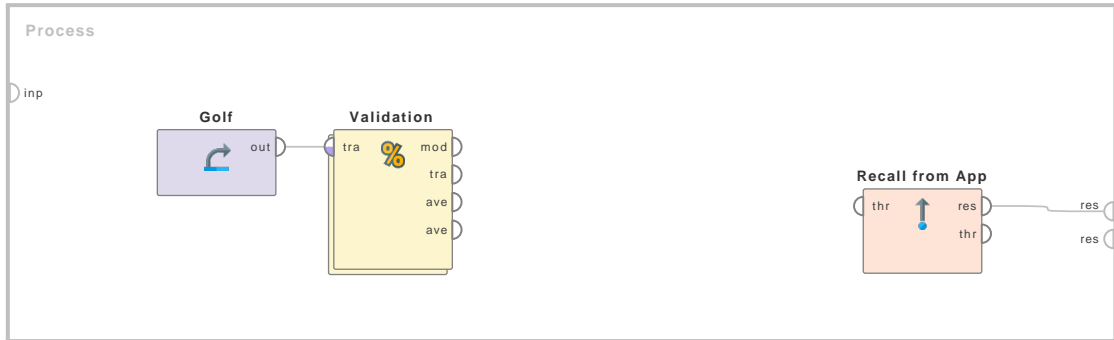 Process
inp
Golf
out
Validation
tra
%
mod
tra
ave
ave
Recall from App
thr
res
thr
res
res